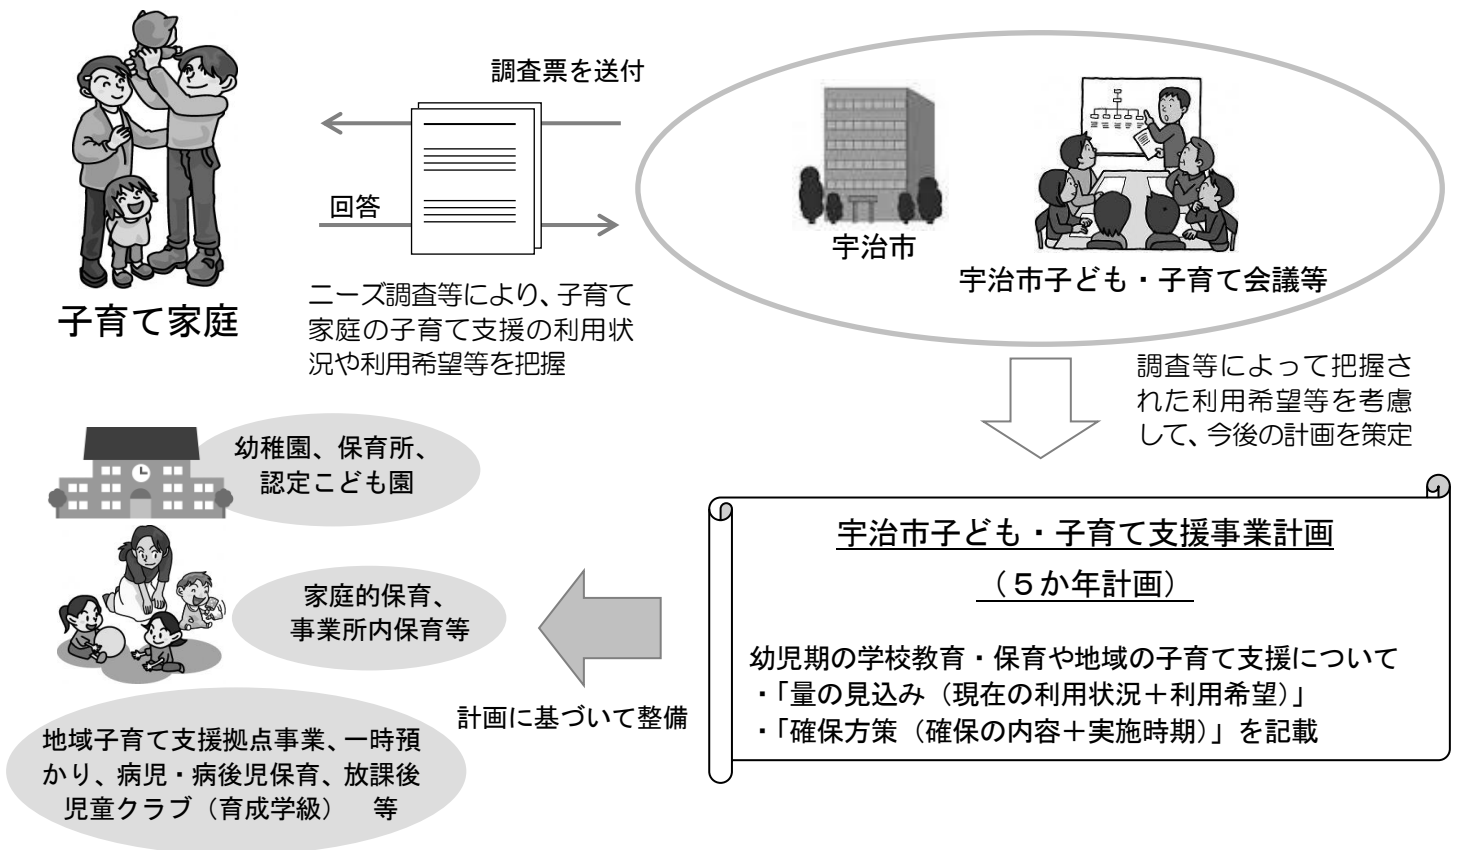 調査票を送付
回答
子育て家庭
ニーズ調査等により、子育て
家庭の子育て支援の利用状
況や利用希望等を把握
宇治市
宇治市子ども・子育て会議等
調査等によって把握さ
れた利用希望等を考慮
して、今後の計画を策定
宇治市子ども・子育て支援事業計画
（５か年計画）
幼児期の学校教育・保育や地域の子育て支援について
・「量の見込み（現在の利用状況＋利用希望）」
・「確保方策（確保の内容＋実施時期）」を記載
計画に基づいて整備
幼稚園、保育所、
認定こども園
家庭的保育、
事業所内保育等
地域子育て支援拠点事業、一時預
かり、病児・病後児保育、放課後
児童クラブ（育成学級）　等